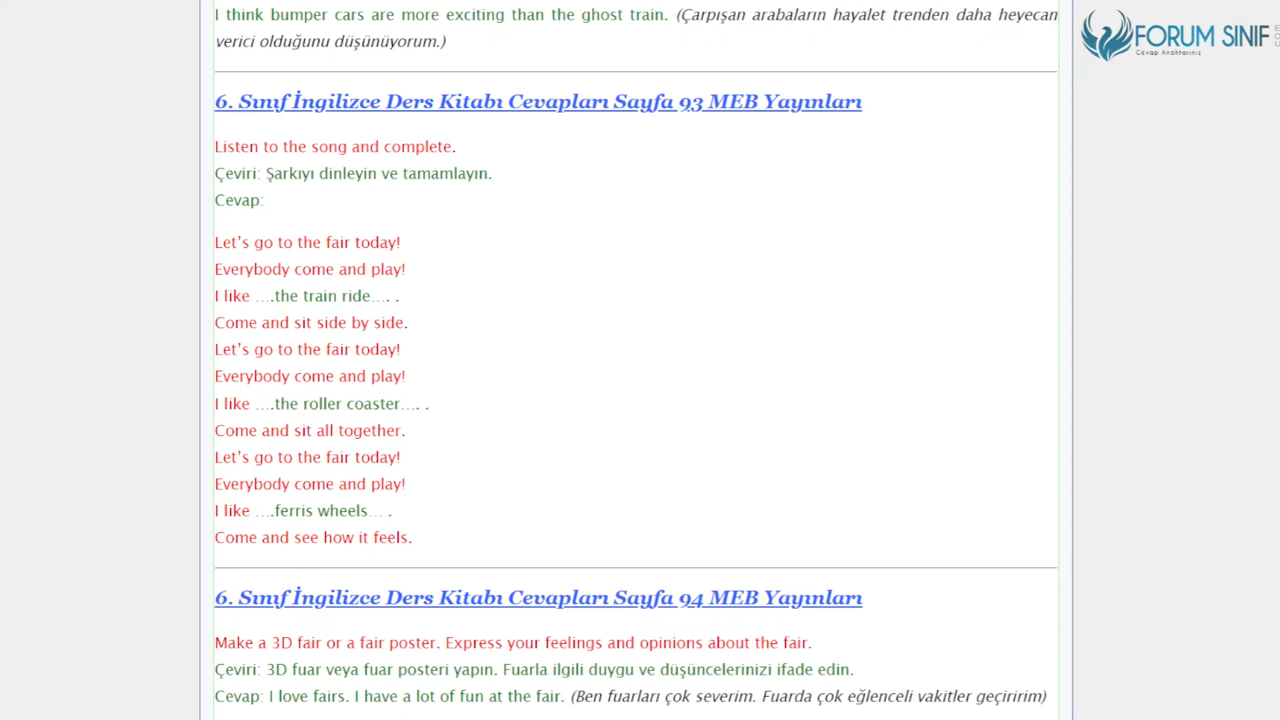 I think bumper cars are more exciting than the ghost train. (Çarpışan arabaların hayalet trenden daha heyecan
verici olduğunu düşünüyorum.)
FORUM SINIF
Cevap Anahtarınız
6. Sınıf İngilizce Ders Kitabı Cevapları Sayfa 93 MEB Yayınları
Listen to the song and complete.
Çeviri: Şarkıyı dinleyin ve tamamlayın.
Cevap:
Let’s go to the fair today!
Everybody come and play!
I like ….the train ride…. .
Come and sit side by side.
Let’s go to the fair today!
Everybody come and play!
I like ….the roller coaster…. .
Come and sit all together.
Let’s go to the fair today!
Everybody come and play!
I like ….ferris wheels… .
Come and see how it feels.
6. Sınıf İngilizce Ders Kitabı Cevapları Sayfa 94 MEB Yayınları
Make a 3D fair or a fair poster. Express your feelings and opinions about the fair.
Çeviri: 3D fuar veya fuar posteri yapın. Fuarla ilgili duygu ve düşüncelerinizi ifade edin.
Cevap: I love fairs. I have a lot of fun at the fair. (Ben fuarları çok severim. Fuarda çok eğlenceli vakitler geçiririm)